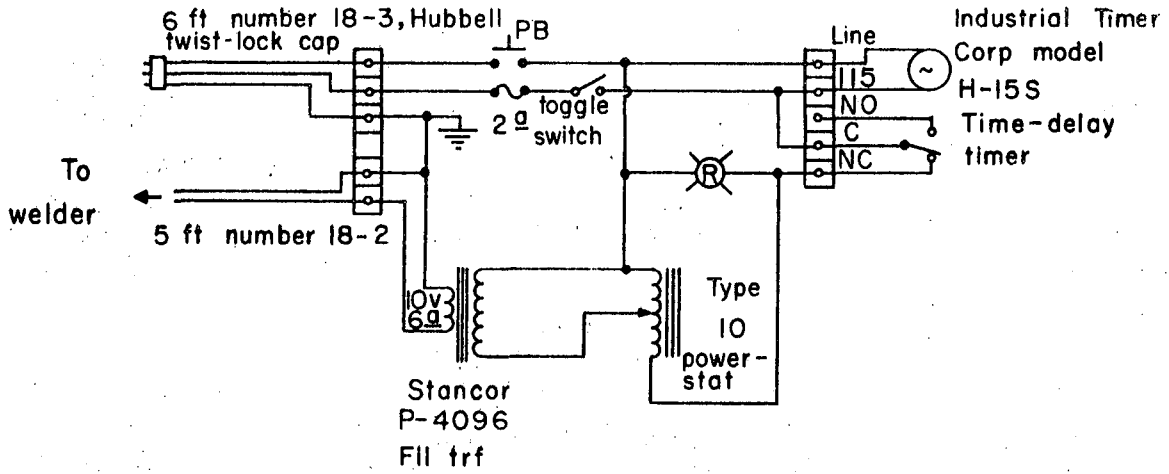 6 ft number 18-3, Hubbell
twist-lock cap
PB
Line
Industrial Timer
Corp model
H-15S
Time-delay
timer
~
115
NO
C
NC
2 a
toggle
switch
R
To
welder
5 ft number 18-2
10v
6a
Type
10
power-
stat
Stancor
P-4096
Fil trf